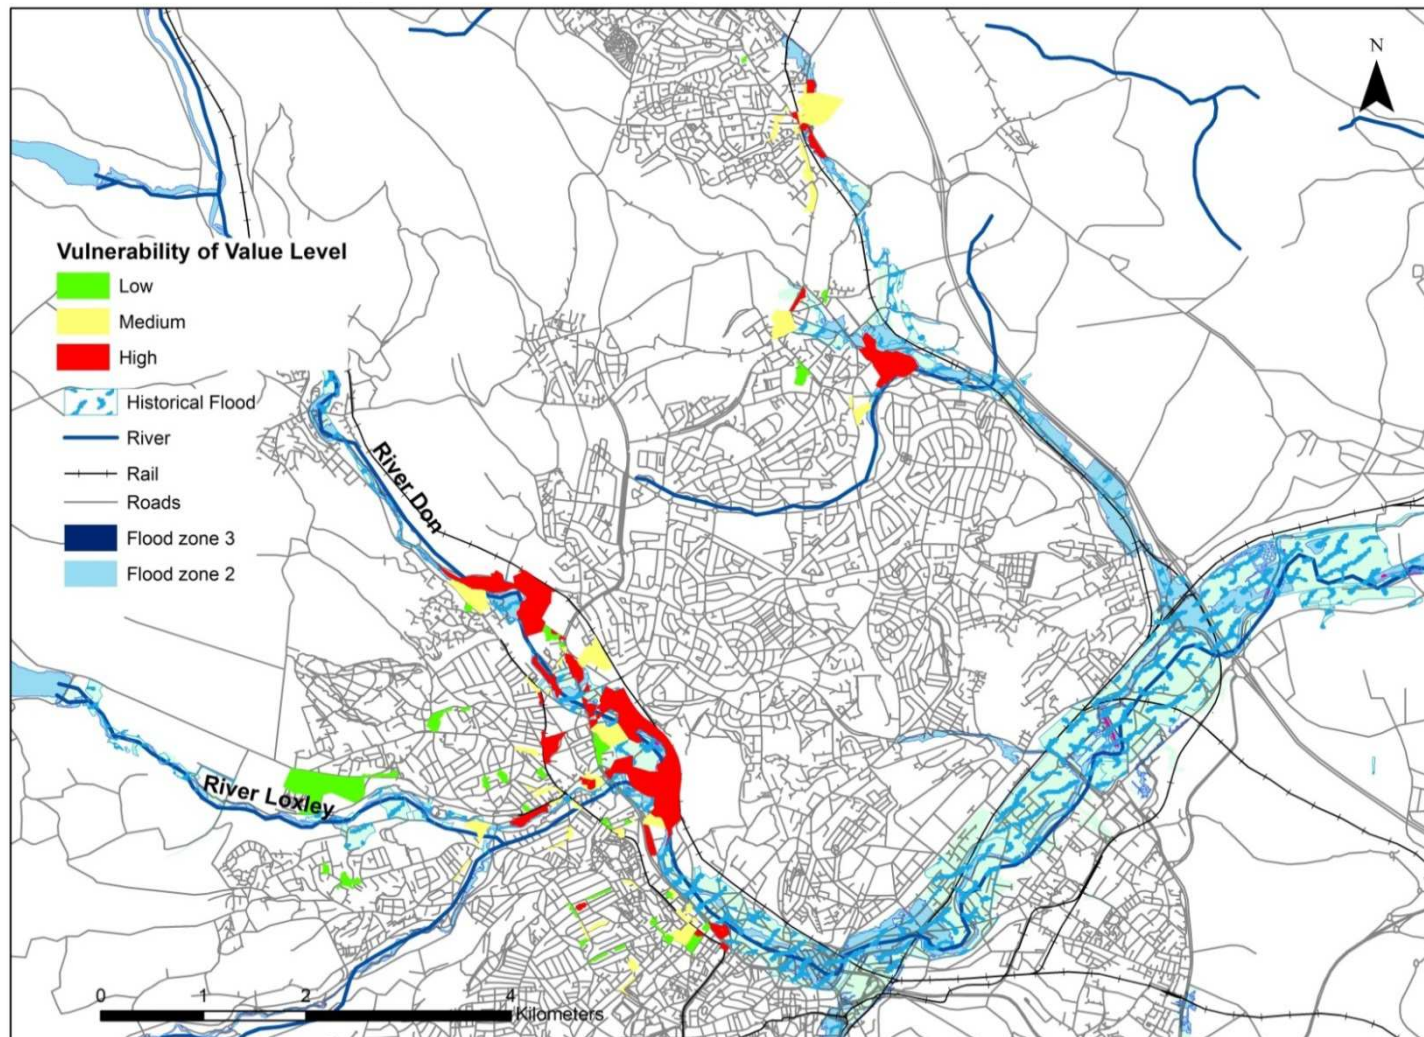 N
Vulnerability of Value Level
Low
Medium
High
Historical Flood
River
Rail
Roads
Flood zone 3
Flood zone 2
River Don
River Loxley
0 1 2 4
Kilometers